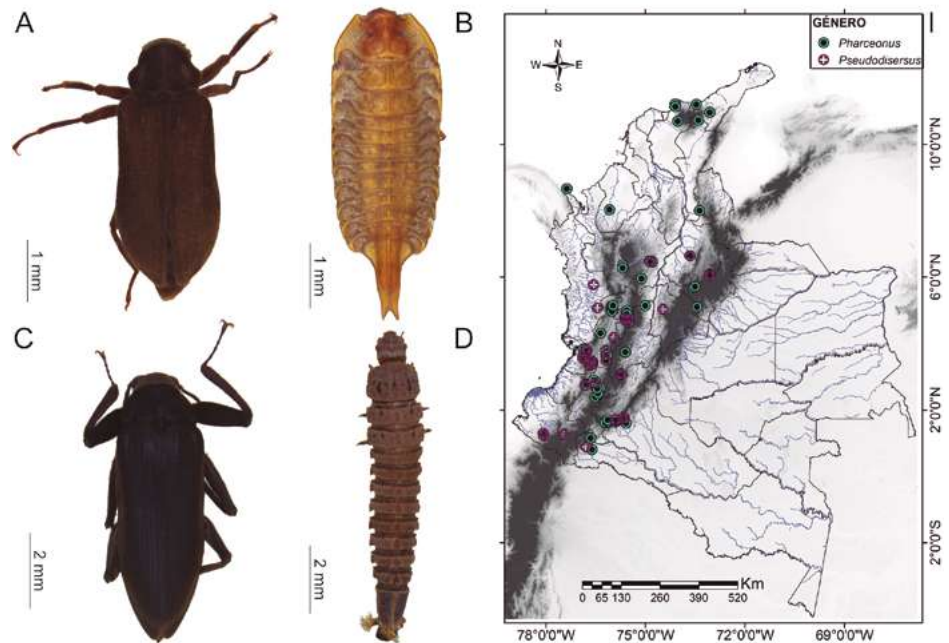 A
B
1 mm
1 mm
C
D
2 mm
2 mm
I
GÉNERO
Pharceonus
Pseudodisersus
N
W E
S
10°0'0"N
6°0'0"N
2°0'0"N
2°0'0"S
Km
0 65 130 260 390 520
78°0'0"W 75°0'0"W 72°0'0"W 69°0'0"W